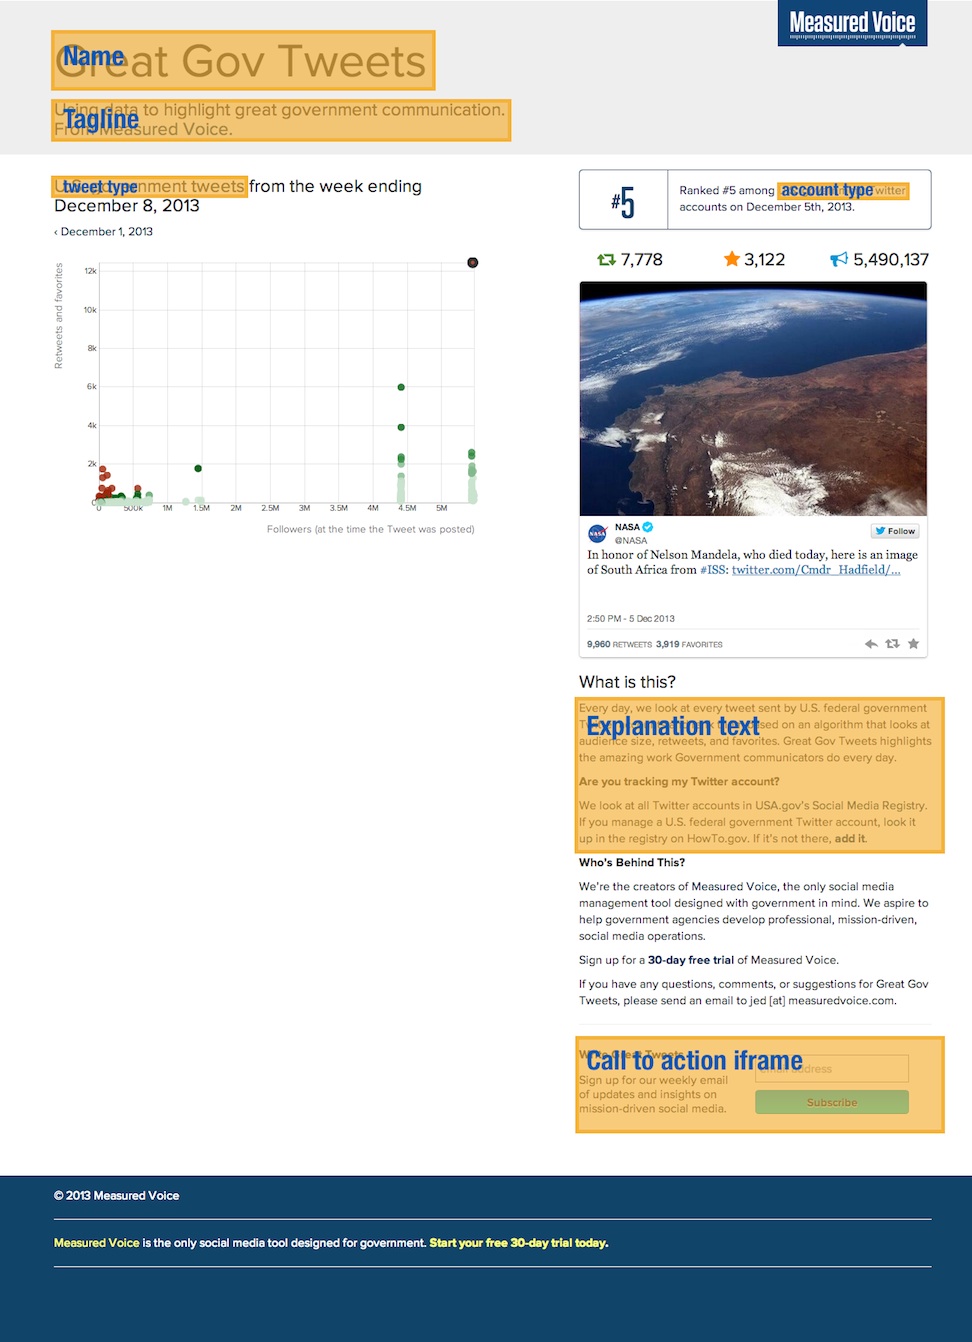 Measured Voice
Name
Great Gov Tweets
Tagline
Using data to highlight great government communication.
From Measured Voice.
tweet type
U.S. government tweets from the week ending
December 8, 2013
‹ December 1, 2013
Retweets and favorites
12k
10k
8k
6k
4k
2k
0
0 500k 1M 1.5M 2M 2.5M 3M 3.5M 4M 4.5M 5M
Followers (at the time the Tweet was posted)
#5
Ranked #5 among account type Twitter
accounts on December 5th, 2013.
7,778 3,122 5,490,137
NASA
@NASA
Follow
In honor of Nelson Mandela, who died today, here is an image
of South Africa from #ISS: twitter.com/Cmdr_Hadfield/...
2:50 PM - 5 Dec 2013
9,960 RETWEETS 3,919 FAVORITES
What is this?
Explanation text
Every day, we look at every tweet sent by U.S. federal government
based on an algorithm that looks at
audience size, retweets, and favorites. Great Gov Tweets highlights
the amazing work Government communicators do every day.
Are you tracking my Twitter account?
We look at all Twitter accounts in USA.gov's Social Media Registry.
If you manage a U.S. federal government Twitter account, look it
up in the registry on HowTo.gov. If it's not there, add it.
Who's Behind This?
We're the creators of Measured Voice, the only social media
management tool designed with government in mind. We aspire to
help government agencies develop professional, mission-driven,
social media operations.
Sign up for a 30-day free trial of Measured Voice.
If you have any questions, comments, or suggestions for Great Gov
Tweets, please send an email to jed [at] measuredvoice.com.
Call to action iframe
Write Great Tweets
Sign up for our weekly email
of updates and insights on
mission-driven social media.
email address
Subscribe
© 2013 Measured Voice
Measured Voice is the only social media tool designed for government. Start your free 30-day trial today.